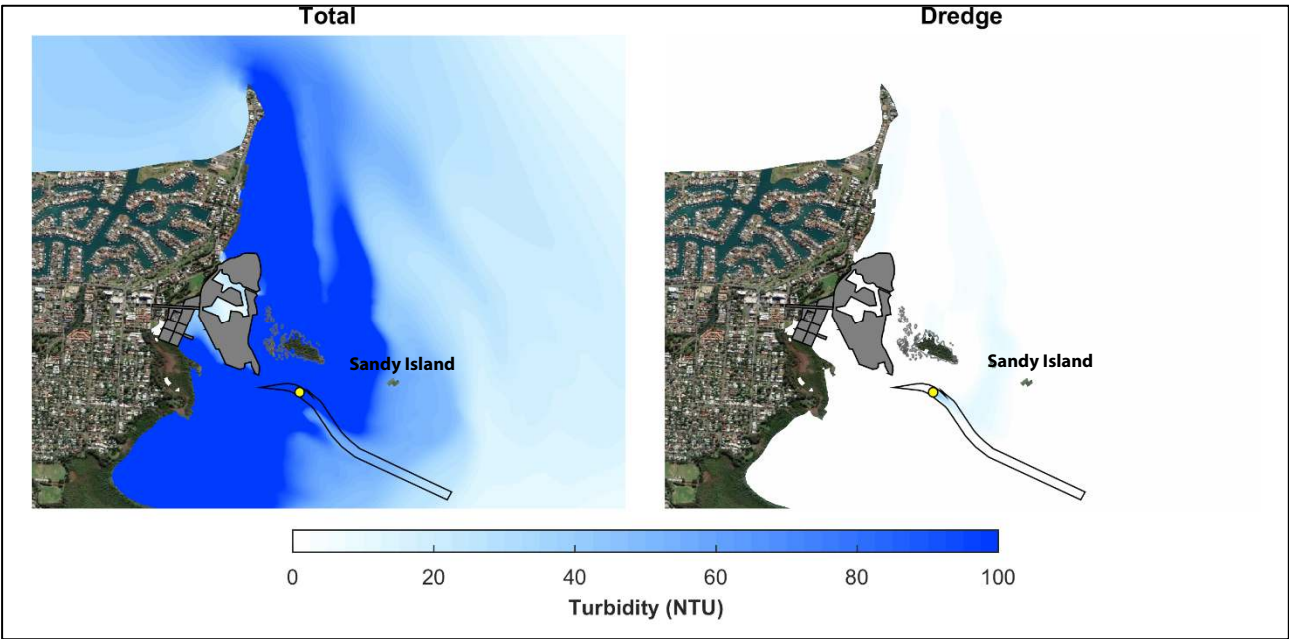 Total
Dredge
Sandy Island
Sandy Island
0 20 40 60 80 100
Turbidity (NTU)